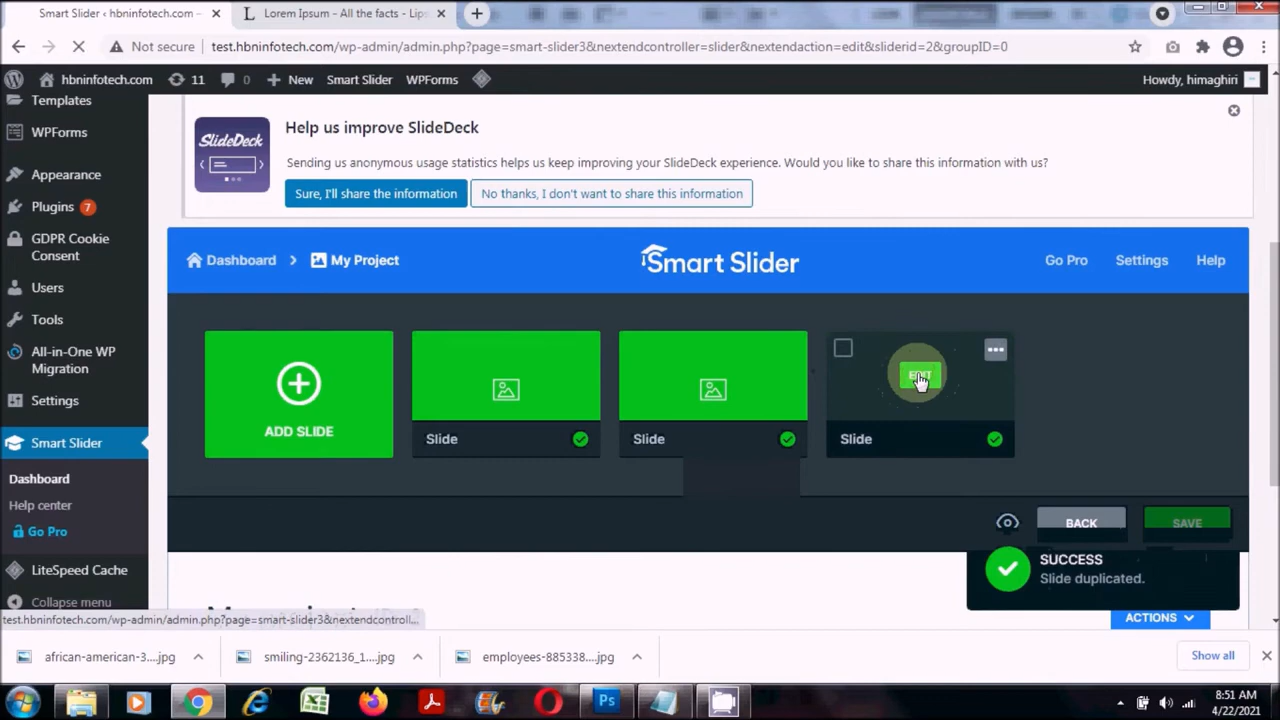 Smart Slider ‹ hbninfotech.com —
Lorem Ipsum - All the facts - Lips
Not secure
test.hbninfotech.com/wp-admin/admin.php?page=smart-slider3&nextendcontroller=slider&nextendaction=edit&sliderid=2&groupID=0
hbninfotech.com
11
0
New
Smart Slider
WPForms
Howdy, himaghiri
Templates
WPForms
Appearance
Plugins 7
GDPR Cookie
Consent
Users
Tools
All-in-One WP
Migration
Settings
Smart Slider
Dashboard
Help center
Go Pro
LiteSpeed Cache
Collapse menu
SlideDeck
Help us improve SlideDeck
Sending us anonymous usage statistics helps us keep improving your SlideDeck experience. Would you like to share this information with us?
Sure, I'll share the information
No thanks, I don't want to share this information
Dashboard
My Project
Smart Slider
Go Pro
Settings
Help
ADD SLIDE
Slide
Slide
EDIT
Slide
BACK
SAVE
SUCCESS
Slide duplicated.
ACTIONS
test.hbninfotech.com/wp-admin/admin.php?page=smart-slider3&nextendcontroll...
african-american-3....jpg
smiling-2362136_1....jpg
employees-885338....jpg
Show all
Ps
8:51 AM
4/22/2021